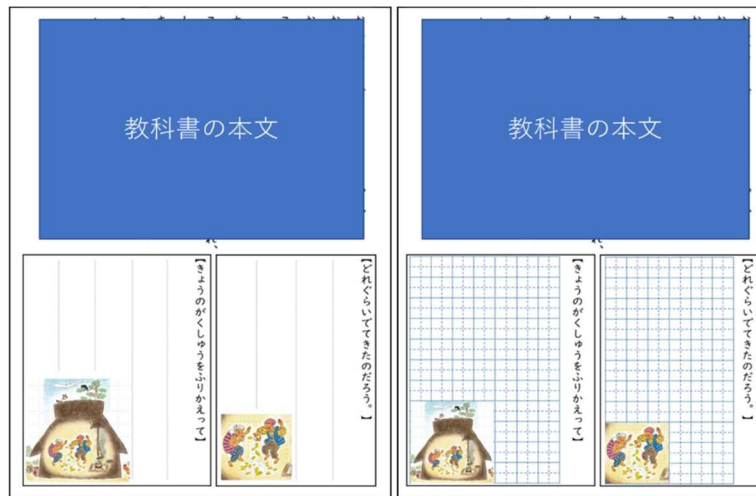 教科書の本文
【どれぐらいでてきたのだろう。】
【きょうのがくしゅうをふりかえって】
教科書の本文
【どれぐらいでてきたのだろう。】
【きょうのがくしゅうをふりかえって】